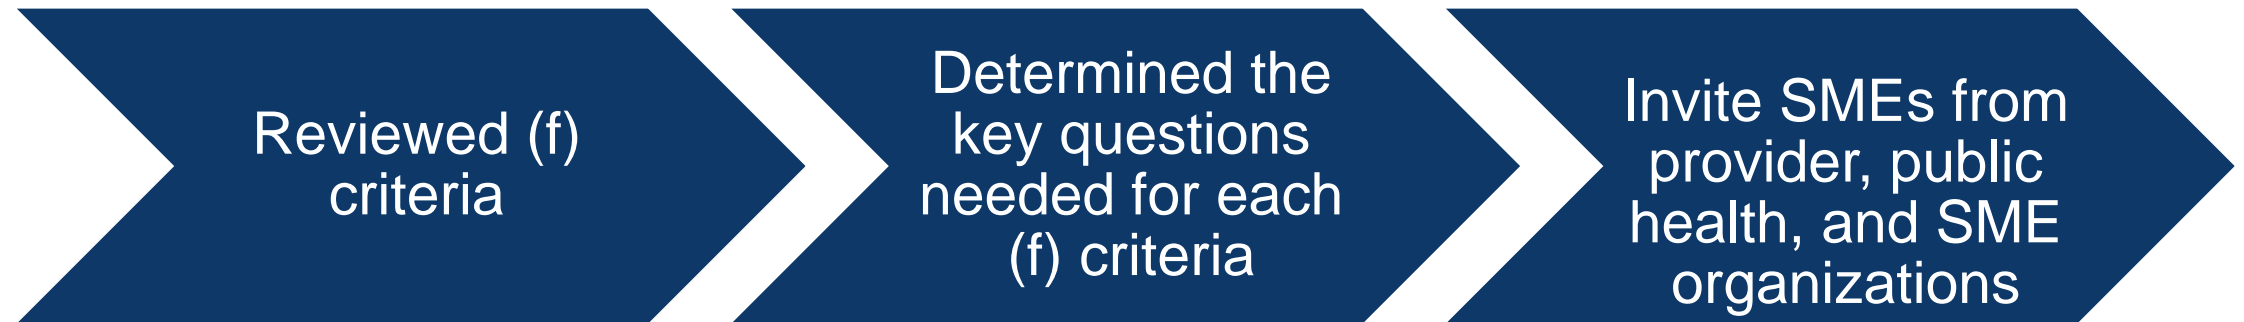 Reviewed (f)
criteria
Determined the
key questions
needed for each
(f) criteria
Invite SMEs from
provider, public
health, and SME
organizations